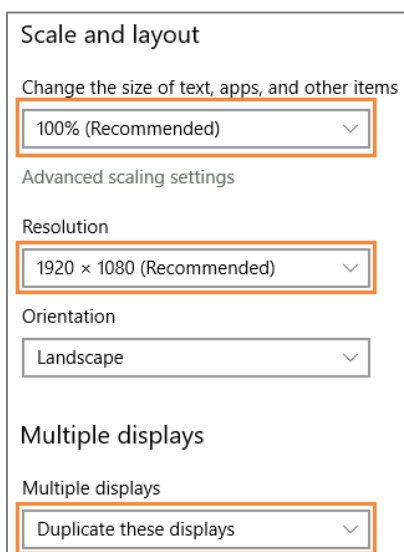 Scale and layout
Change the size of text, apps, and other items
100% (Recommended)
Advanced scaling settings
Resolution
1920 × 1080 (Recommended)
Orientation
Landscape
Multiple displays
Multiple displays
Duplicate these displays